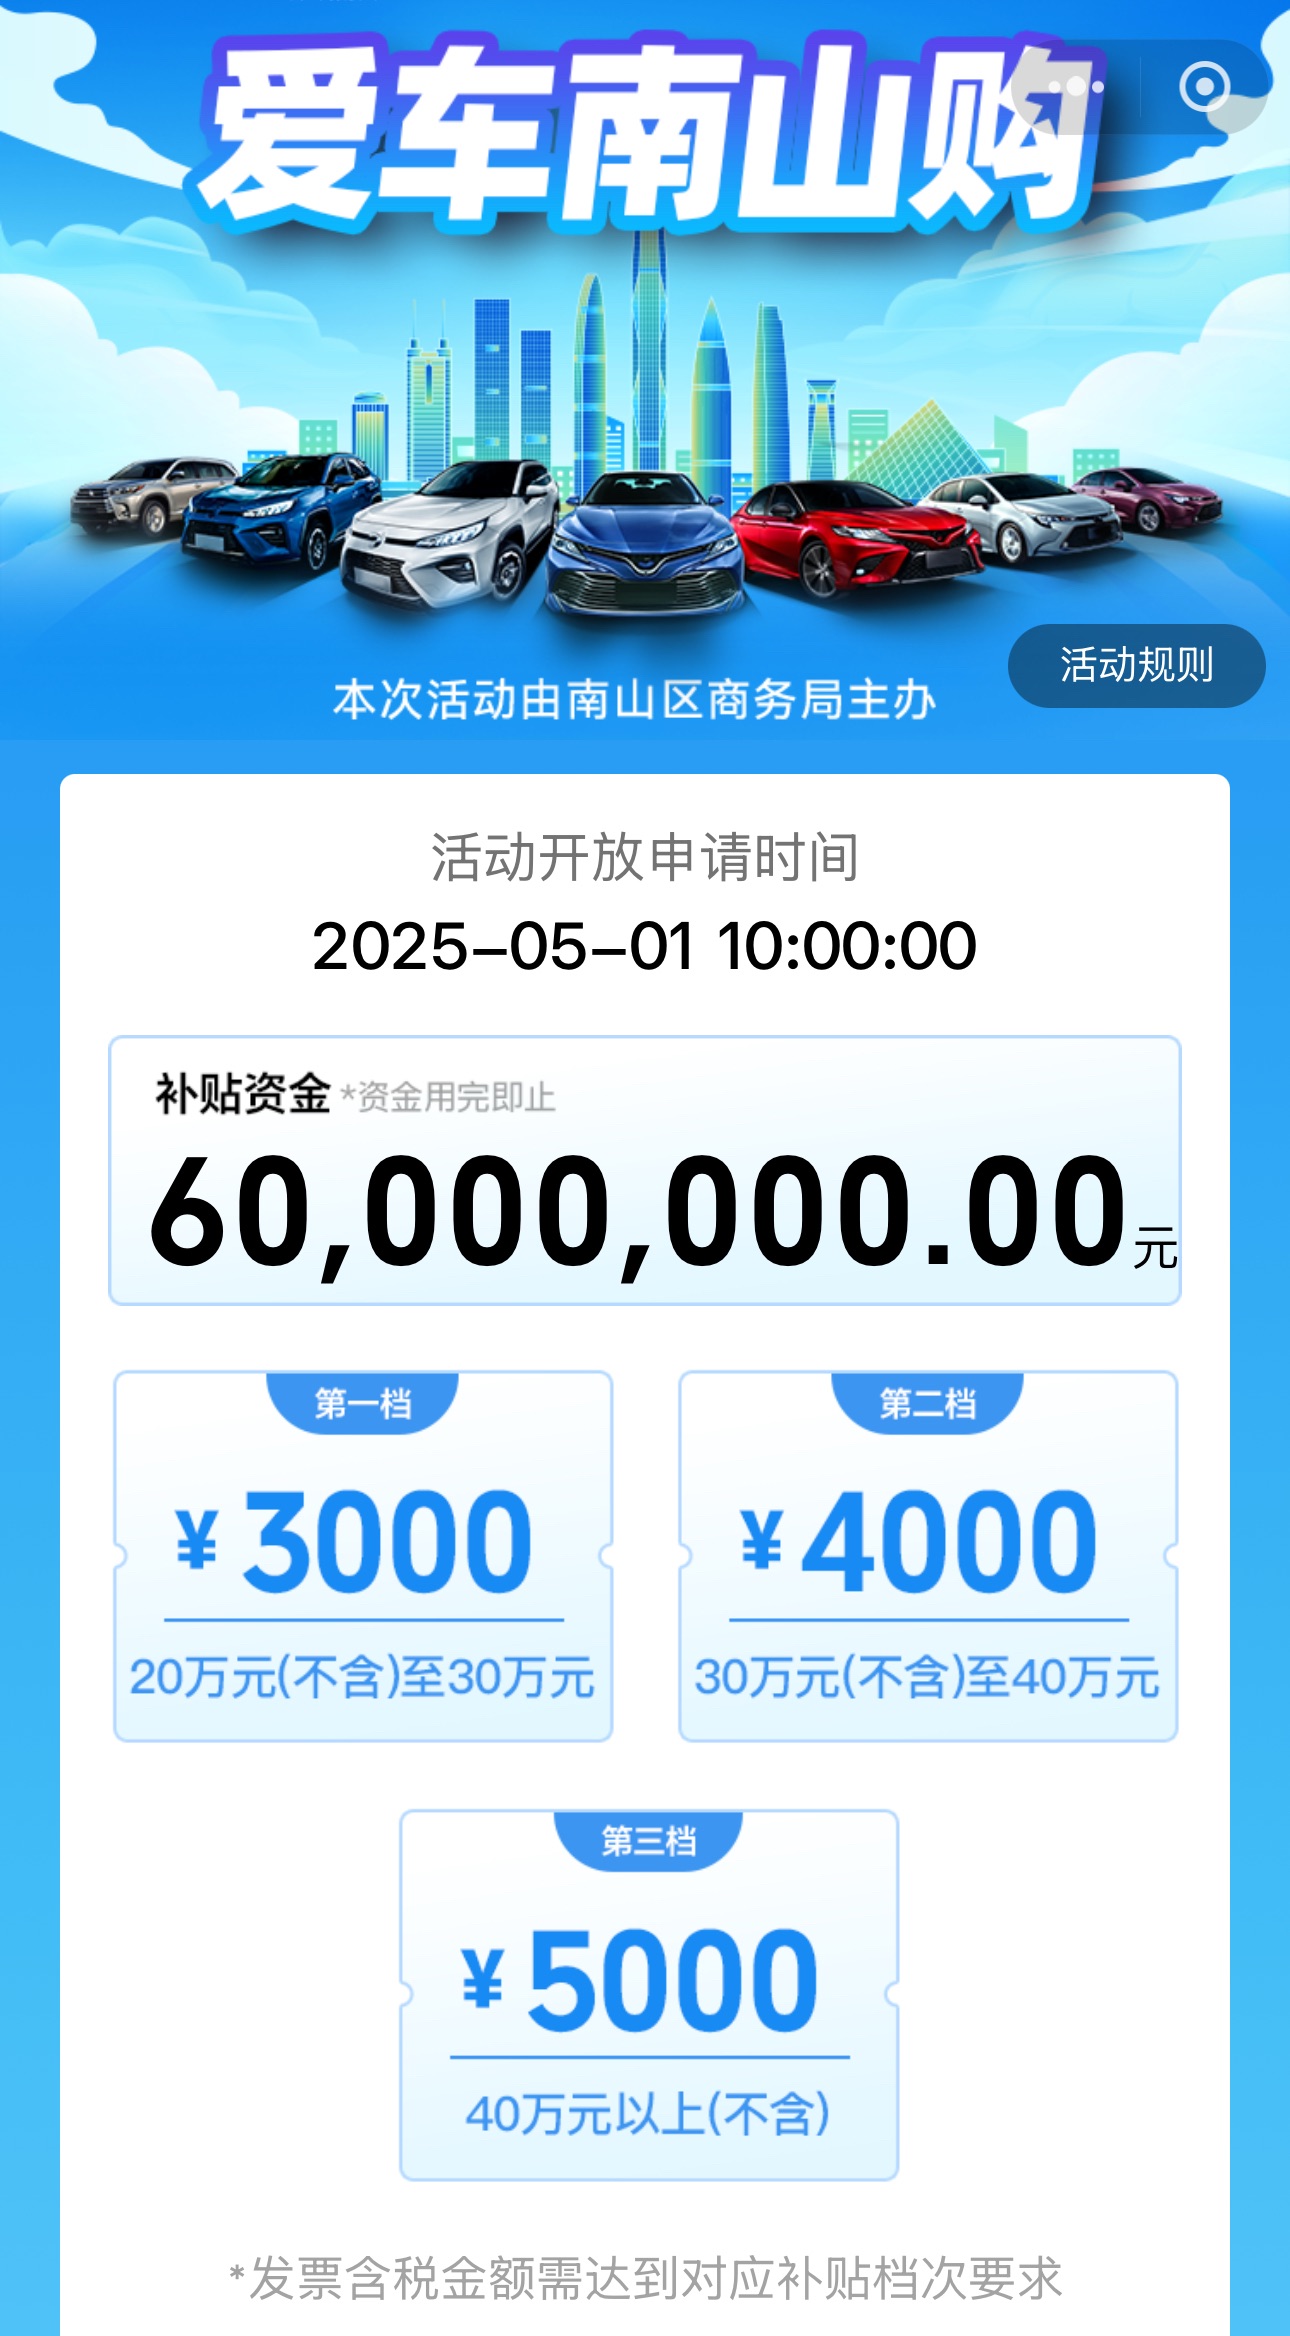 爱车南山购
活动规则
本次活动由南山区商务局主办
活动开放申请时间
2025-05-01 10:00:00
补贴资金 *资金用完即止
60,000,000.00元
第一档
¥3000
20万元(不含)至30万元
第二档
¥4000
30万元(不含)至40万元
第三档
¥5000
40万元以上(不含)
*发票含税金额需达到对应补贴档次要求